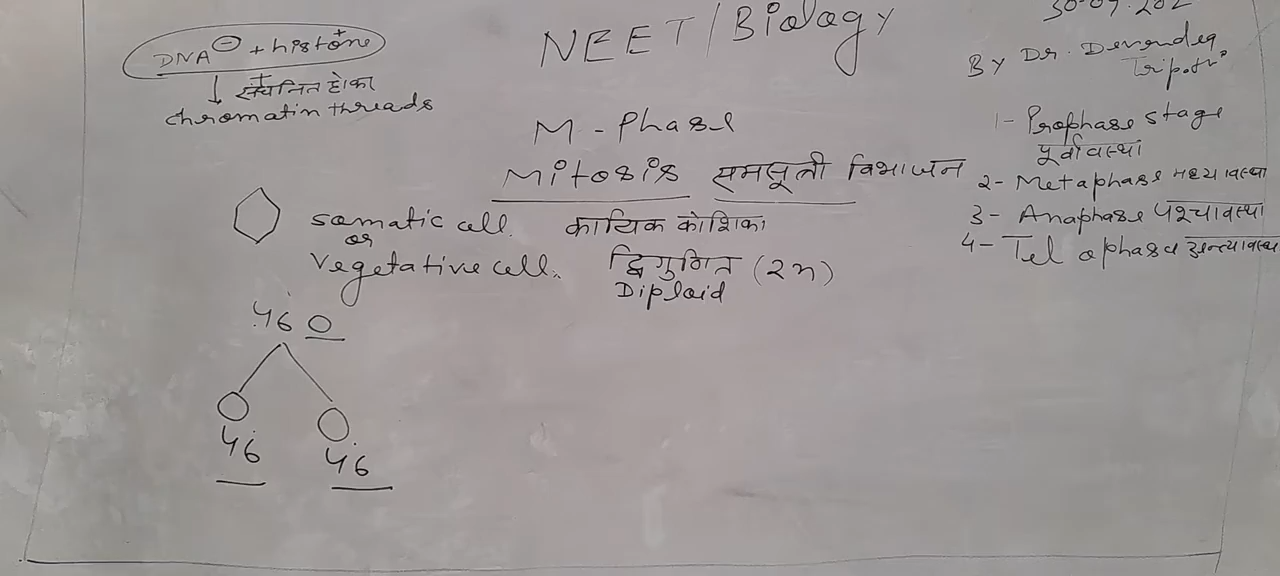 NEET/Biology
By Dr. Devendra
DNA⊖ + histone⁺
↓ संघनित होकर
chromatin threads
M-Phase
Mitosis समसूत्री विभाजन
somatic cell कायिक कोशिका
or
Vegetative cell. द्विगुणित (2n)
Diploid
46
46 46
1- Prophase stage
पूर्वावस्था
2- Metaphase मध्यावस्था
3- Anaphase पश्चावस्था
4- Telophase अन्त्यावस्था